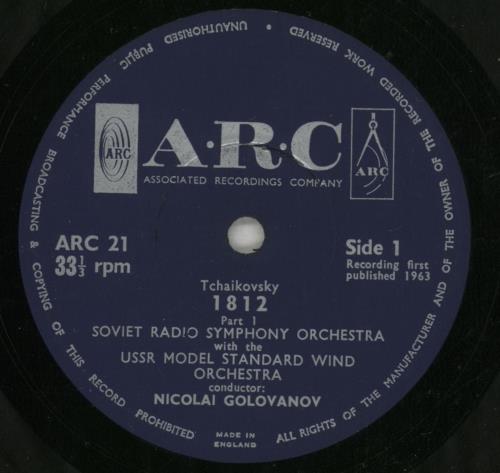 ALL RIGHTS OF THE MANUFACTURER AND OF THE OWNER OF THE RECORDED WORK RESERVED • UNAUTHORISED PUBLIC PERFORMANCE BROADCASTING & COPYING OF THIS RECORD PROHIBITED
ARC
A·R·C
ARC
ASSOCIATED RECORDINGS COMPANY
ARC 21
Side 1
33⅓ rpm
Recording first
published 1963
Tchaikovsky
1812
Part 1
SOVIET RADIO SYMPHONY ORCHESTRA
with the
USSR MODEL STANDARD WIND
ORCHESTRA
conductor:
NICOLAI GOLOVANOV
MADE IN
ENGLAND